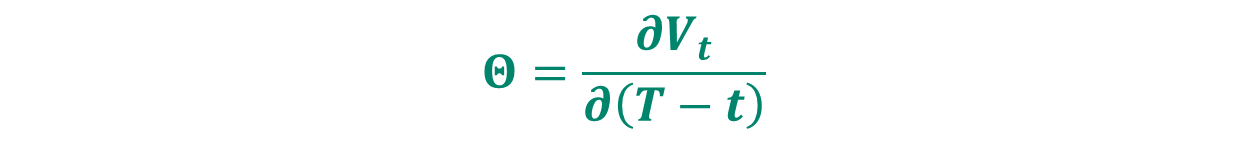 Θ = ∂V_t / ∂(T − t)